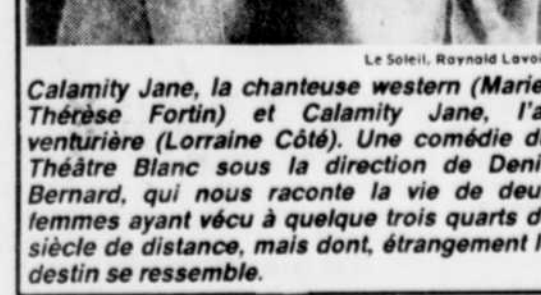 Le Soleil, Raynald Lavoi
Calamity Jane, la chanteuse western (Marie
Thérèse Fortin) et Calamity Jane, l'a
venturière (Lorraine Côté). Une comédie d
Théâtre Blanc sous la direction de Deni
Bernard, qui nous raconte la vie de deu
femmes ayant vécu à quelque trois quarts d
siècle de distance, mais dont, étrangement l
destin se ressemble.